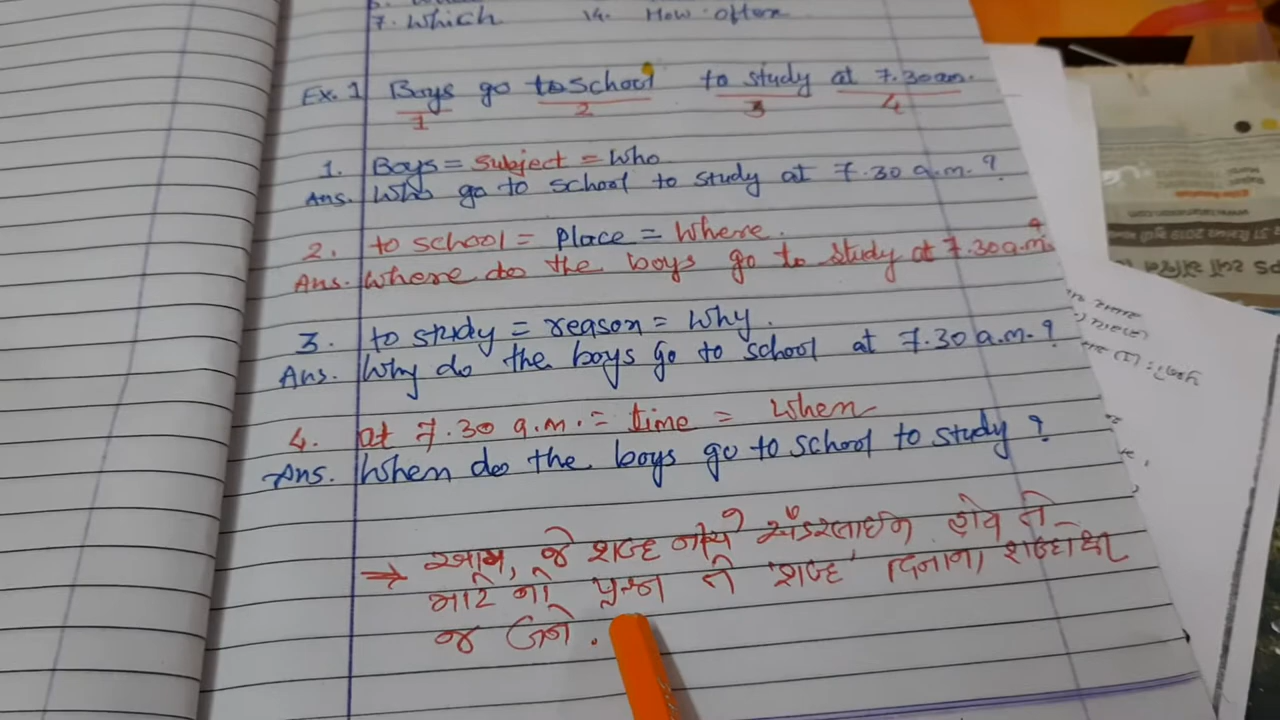 7. Which 14. How often
Ex. 1 Boys go to school to study at 7.30 am.
1 2 3 4
1. Boys = subject = Who
Ans. Who go to school to study at 7.30 a.m.?
2. to school = place = Where.
Ans. Where do the boys go to study at 7.30 a.m.?
3. to study = reason = Why.
Ans. Why do the boys go to school at 7.30 a.m.?
4. at 7.30 a.m. = time = When
Ans. When do the boys go to school to study?
→ આમ, જે શબ્દ નીચે અંડરલાઈન હોય તે
માટે નો પ્રશ્ન તે 'શબ્દ' વિનાના શબ્દોથી
જ બને.